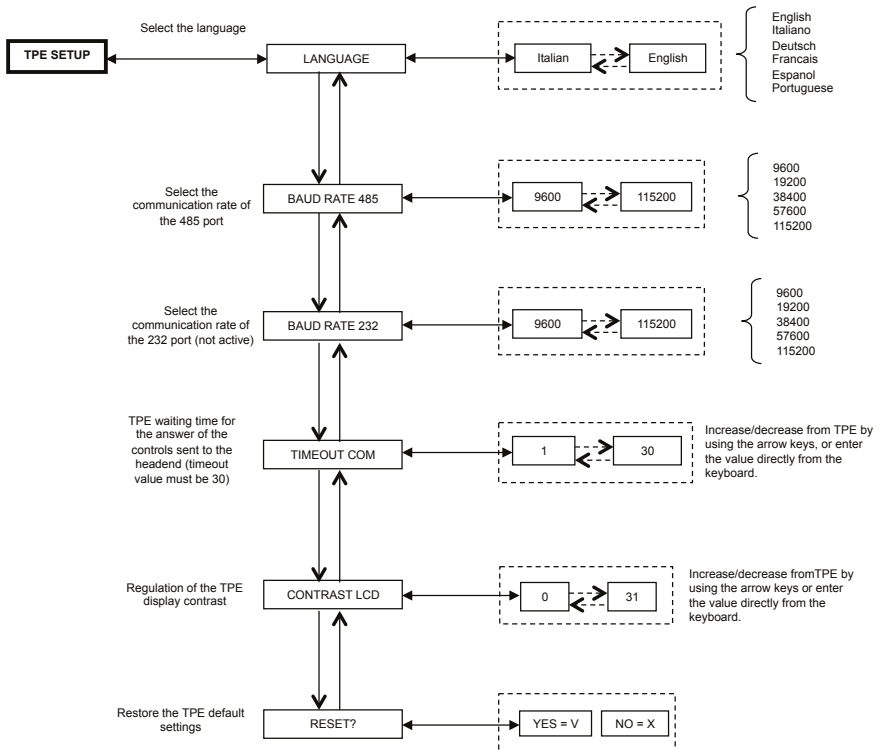 Select the language
TPE SETUP
LANGUAGE
Italian
English
English
Italiano
Deutsch
Francais
Espanol
Portuguese
Select the
communication rate of
the 485 port
BAUD RATE 485
9600
115200
9600
19200
38400
57600
115200
Select the
communication rate of
the 232 port (not active)
BAUD RATE 232
9600
115200
9600
19200
38400
57600
115200
TPE waiting time for
the answer of the
controls sent to the
headend (timeout
value must be 30)
TIMEOUT COM
1
30
Increase/decrease from TPE by
using the arrow keys, or enter
the value directly from the
keyboard.
Regulation of the TPE
display contrast
CONTRAST LCD
0
31
Increase/decrease fromTPE by
using the arrow keys or enter
the value directly from the
keyboard.
Restore the TPE default
settings
RESET?
YES = V
NO = X